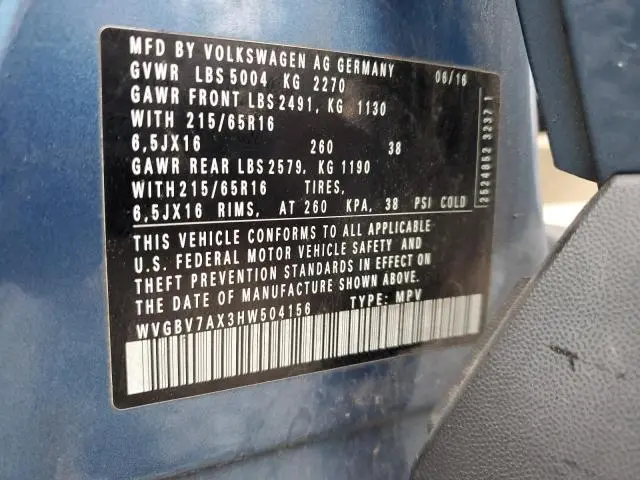 MFD BY VOLKSWAGEN AG GERMANY 06/16
GVWR LBS 5004 KG 2270
GAWR FRONT LBS 2491, KG 1130
WITH 215/65R16
6,5JX16 260 38
GAWR REAR LBS 2579, KG 1190
WITH 215/65R16 TIRES,
6,5JX16 RIMS, AT 260 KPA, 38 PSI COLD
THIS VEHICLE CONFORMS TO ALL APPLICABLE
U.S. FEDERAL MOTOR VEHICLE SAFETY AND
THEFT PREVENTION STANDARDS IN EFFECT ON THE
DATE OF MANUFACTURE SHOWN ABOVE.
WVGBV7AX3HW504156 TYPE: MPV
2524852 3237 1